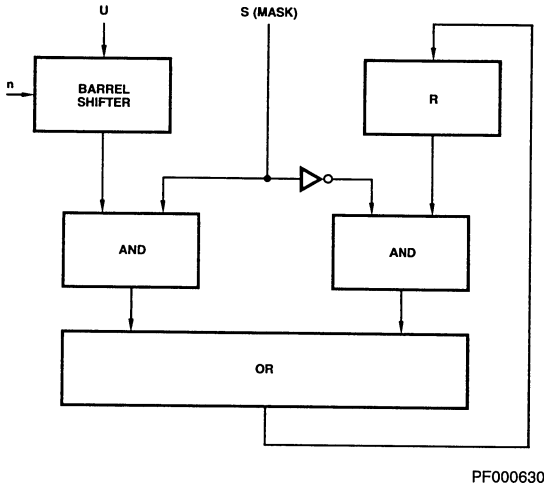 U
S (MASK)
n
BARREL
SHIFTER
R
AND
AND
OR
PF000630